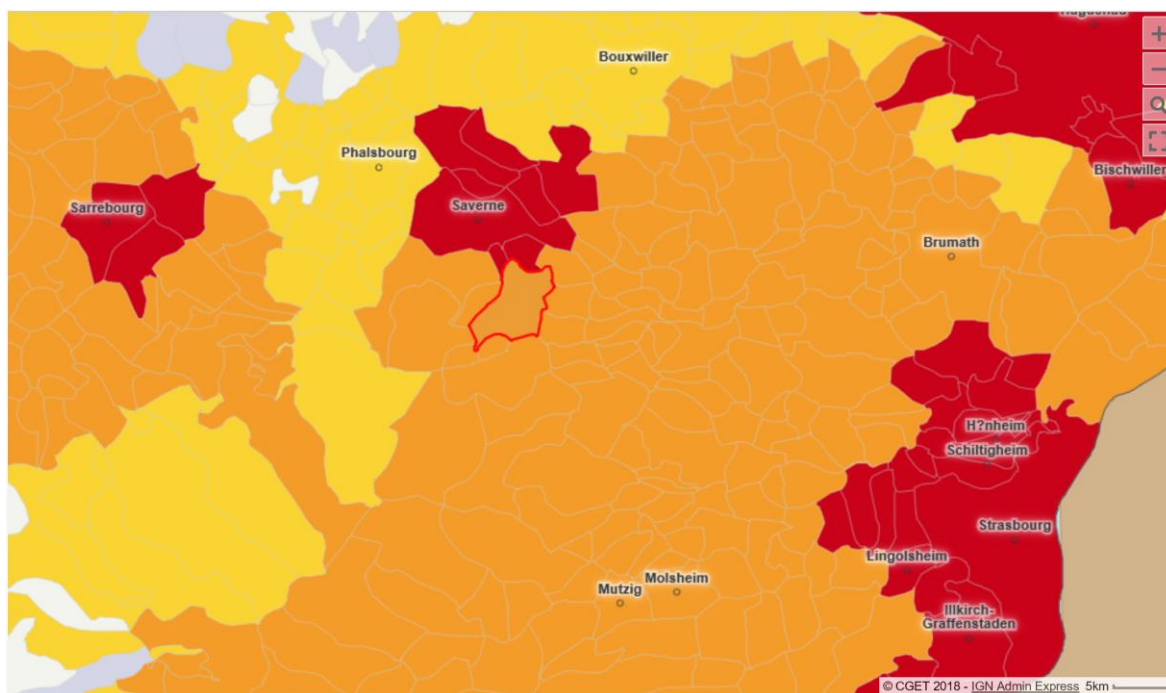 Haguenau
+
Bouxwiller
−
Phalsbourg
Bischwiller
Sarrebourg
Saverne
Brumath
H?nheim
Schiltigheim
Strasbourg
Lingolsheim
Molsheim
Mutzig
Illkirch-
Graffenstaden
© CGET 2018 - IGN Admin Express 5km